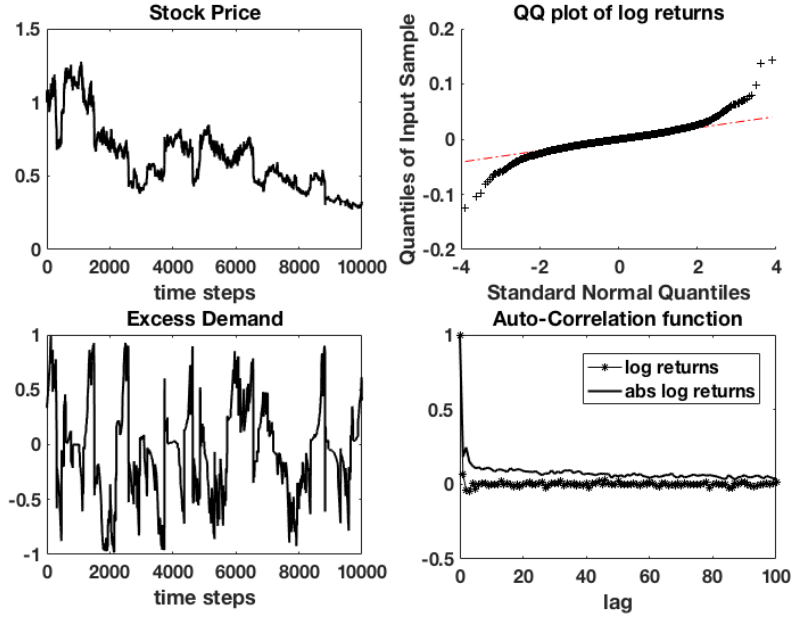 Stock Price
1.5
1
0.5
0
0 2000 4000 6000 8000 10000
time steps
QQ plot of log returns
Quantiles of Input Sample
0.2
0.1
0
-0.1
-0.2
-4 -2 0 2 4
Standard Normal Quantiles
Excess Demand
1
0.5
0
-0.5
-1
0 2000 4000 6000 8000 10000
time steps
Auto-Correlation function
log returns
abs log returns
1
0.5
0
-0.5
0 20 40 60 80 100
lag